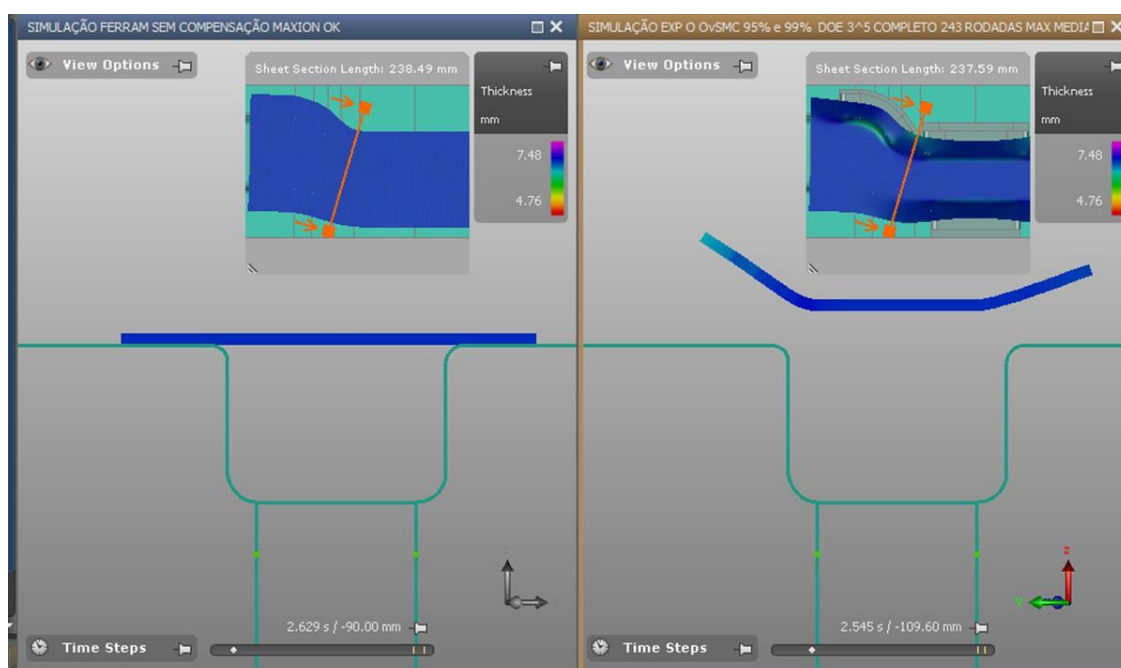 SIMULAÇÃO FERRAM SEM COMPENSAÇÃO MAXION OK
View Options
Sheet Section Length: 238.49 mm
Thickness
mm
7.48
4.76
2.629 s / -90.00 mm
Time Steps
SIMULAÇÃO EXP O OvSMC 95% e 99% DOE 3^5 COMPLETO 243 RODADAS MAX MEDIA
View Options
Sheet Section Length: 237.59 mm
Thickness
mm
7.48
4.76
Z
Y
2.545 s / -109.60 mm
Time Steps